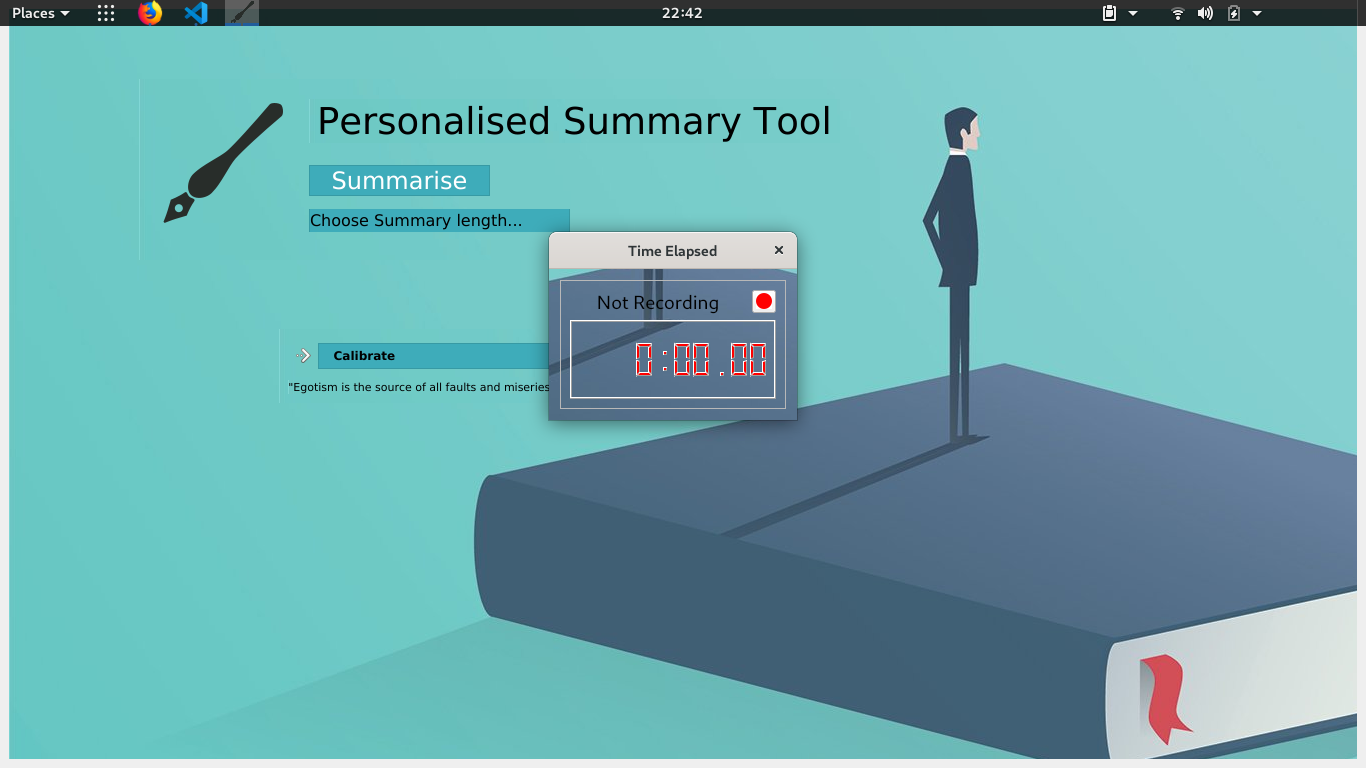 Places
22:42
Personalised Summary Tool
Summarise
Choose Summary length...
Time Elapsed
Not Recording
0:00.00
Calibrate
"Egotism is the source of all faults and miseries